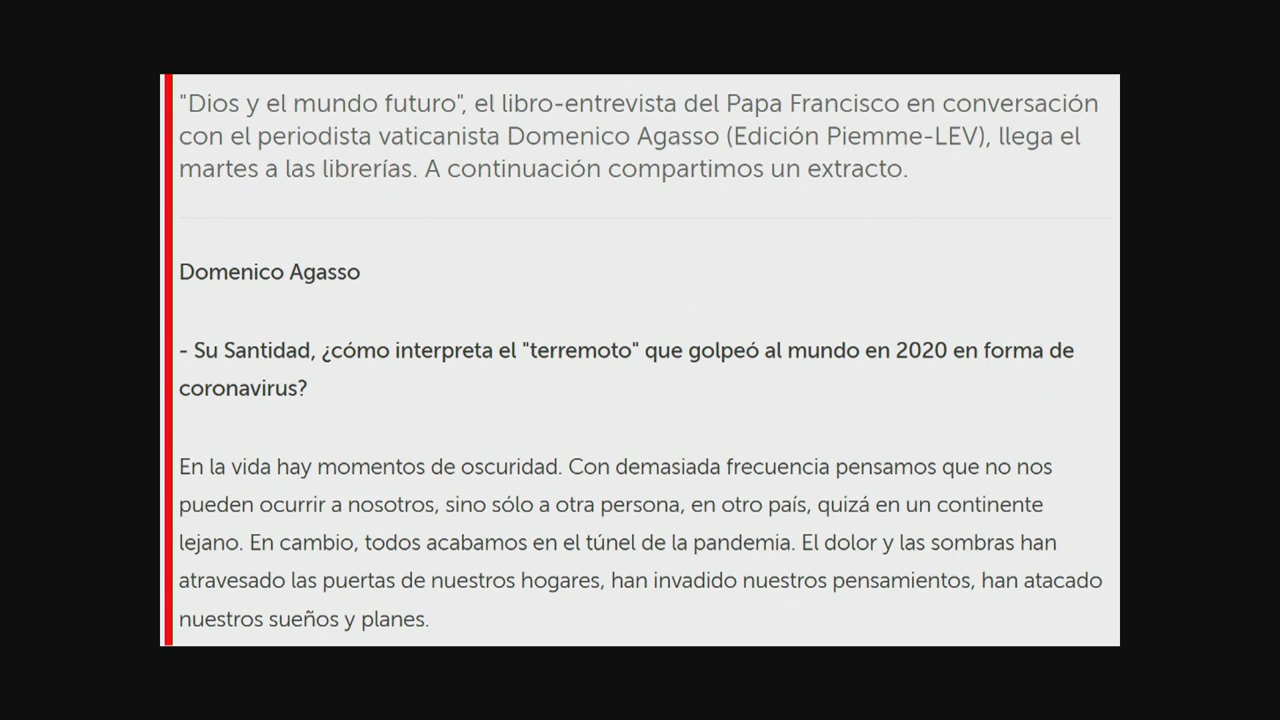 "Dios y el mundo futuro", el libro-entrevista del Papa Francisco en conversación
con el periodista vaticanista Domenico Agasso (Edición Piemme-LEV), llega el
martes a las librerías. A continuación compartimos un extracto.
Domenico Agasso
- Su Santidad, ¿cómo interpreta el "terremoto" que golpeó al mundo en 2020 en forma de
coronavirus?
En la vida hay momentos de oscuridad. Con demasiada frecuencia pensamos que no nos
pueden ocurrir a nosotros, sino sólo a otra persona, en otro país, quizá en un continente
lejano. En cambio, todos acabamos en el túnel de la pandemia. El dolor y las sombras han
atravesado las puertas de nuestros hogares, han invadido nuestros pensamientos, han atacado
nuestros sueños y planes.